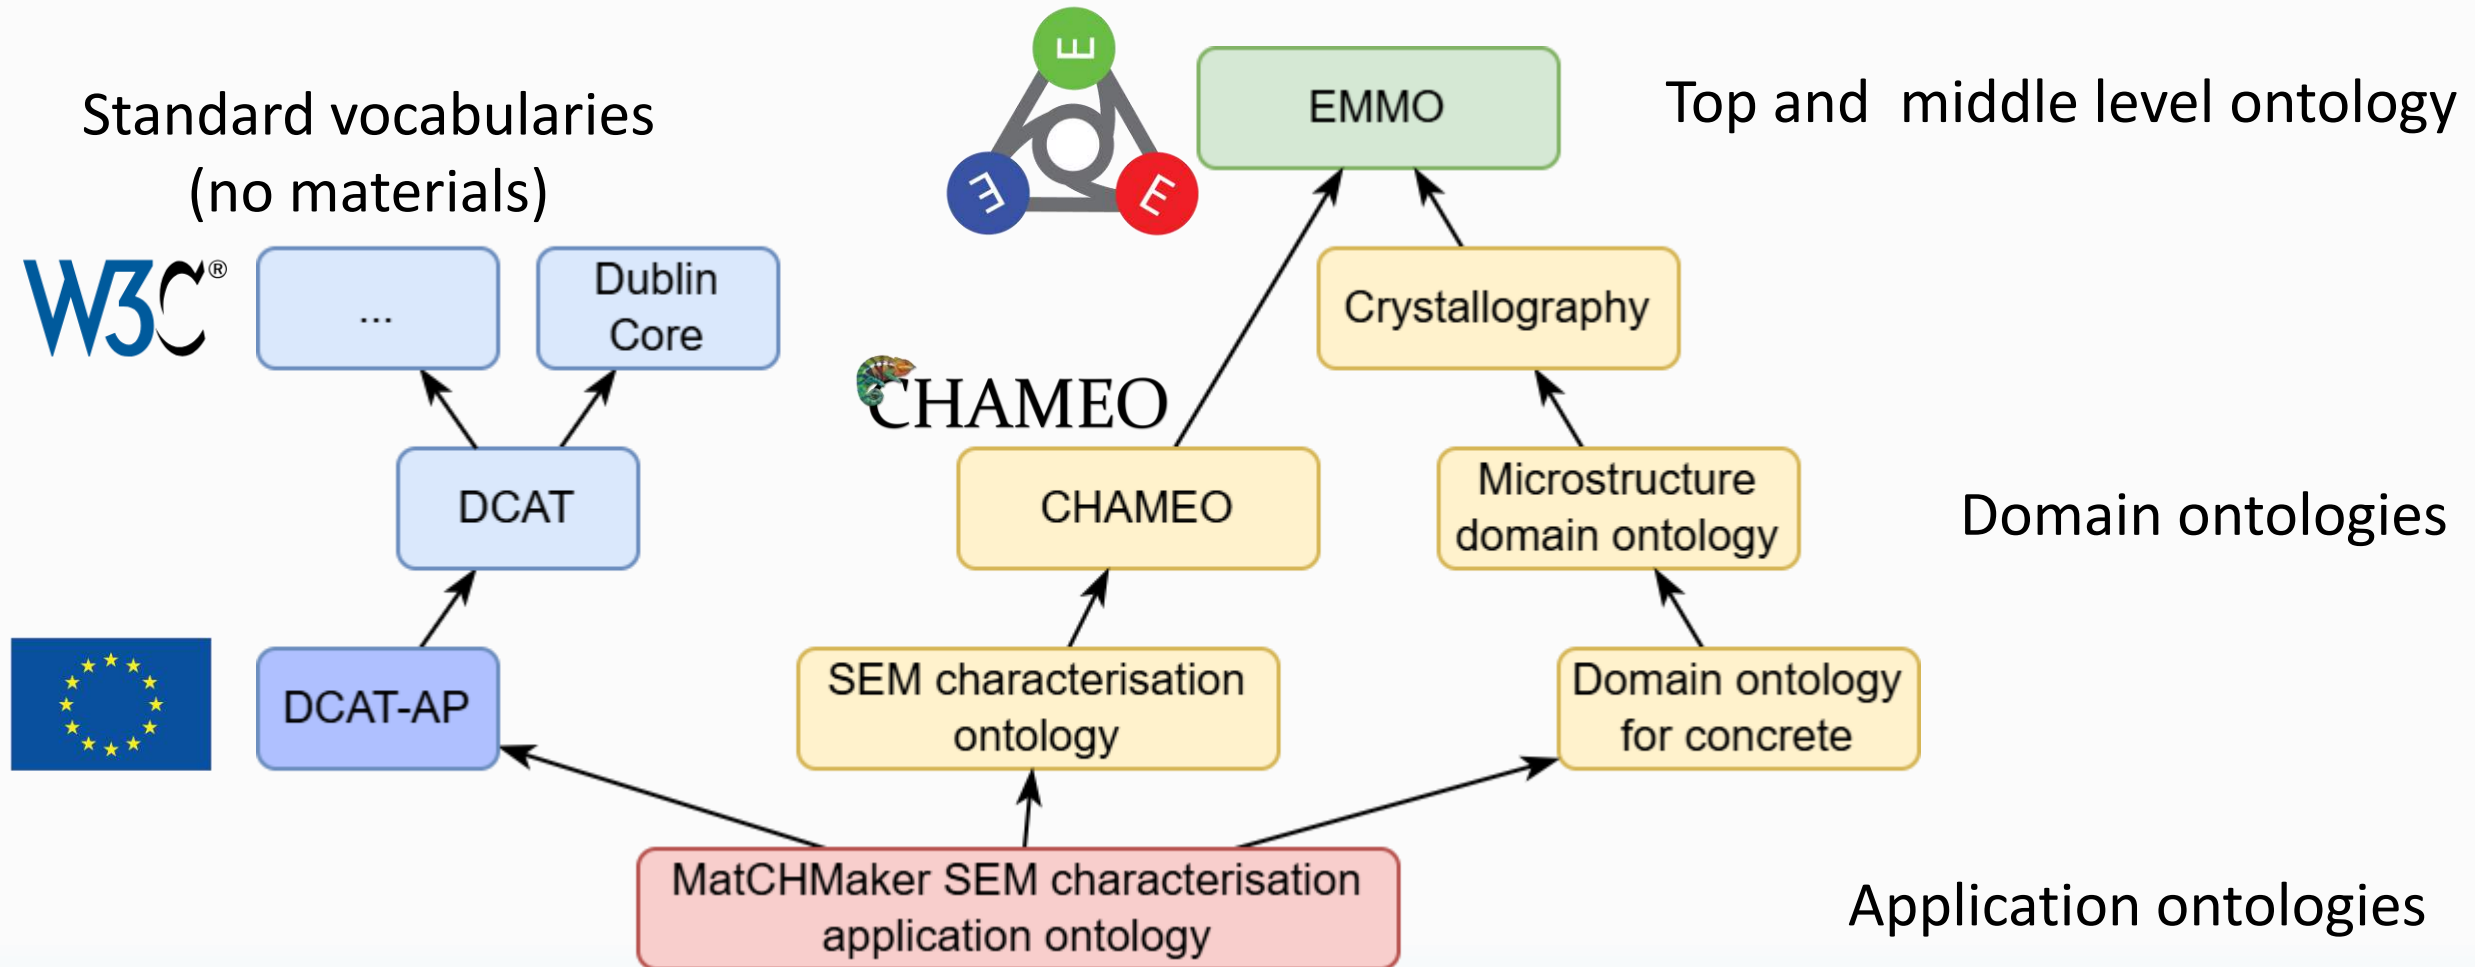 Standard vocabularies
(no materials)
E
E
E
EMMO
Top and middle level ontology
W3C®
...
Dublin
Core
Crystallography
CHAMEO
DCAT
CHAMEO
Microstructure
domain ontology
Domain ontologies
DCAT-AP
SEM characterisation
ontology
Domain ontology
for concrete
MatCHMaker SEM characterisation
application ontology
Application ontologies